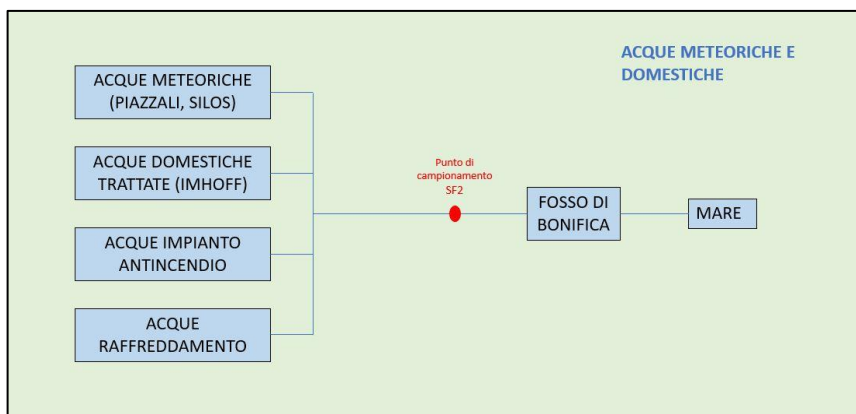 ACQUE METEORICHE E
DOMESTICHE
ACQUE METEORICHE
(PIAZZALI, SILOS)
ACQUE DOMESTICHE
TRATTATE (IMHOFF)
ACQUE IMPIANTO
ANTINCENDIO
ACQUE
RAFFREDDAMENTO
Punto di
campionamento
SF2
FOSSO DI
BONIFICA
MARE